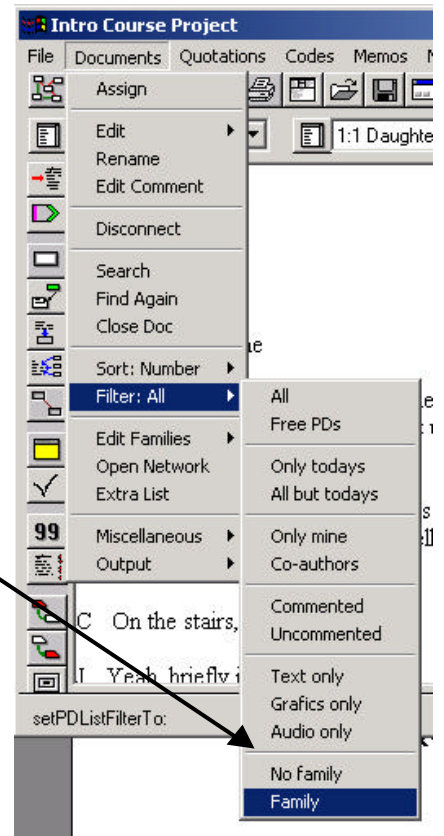 Intro Course Project
File Documents Quotations Codes Memos
Assign
1:1 Daughte
Edit
Rename
Edit Comment
Disconnect
Search
Find Again
Close Doc
Sort: Number
Filter: All
Edit Families
Open Network
Extra List
99
Miscellaneous
Output
All
Free PDs
Only todays
All but todays
Only mine
Co-authors
Commented
Uncommented
Text only
Grafics only
Audio only
No family
Family
C On the stairs,
Yeah, briefly i
setPDListFilterTo: